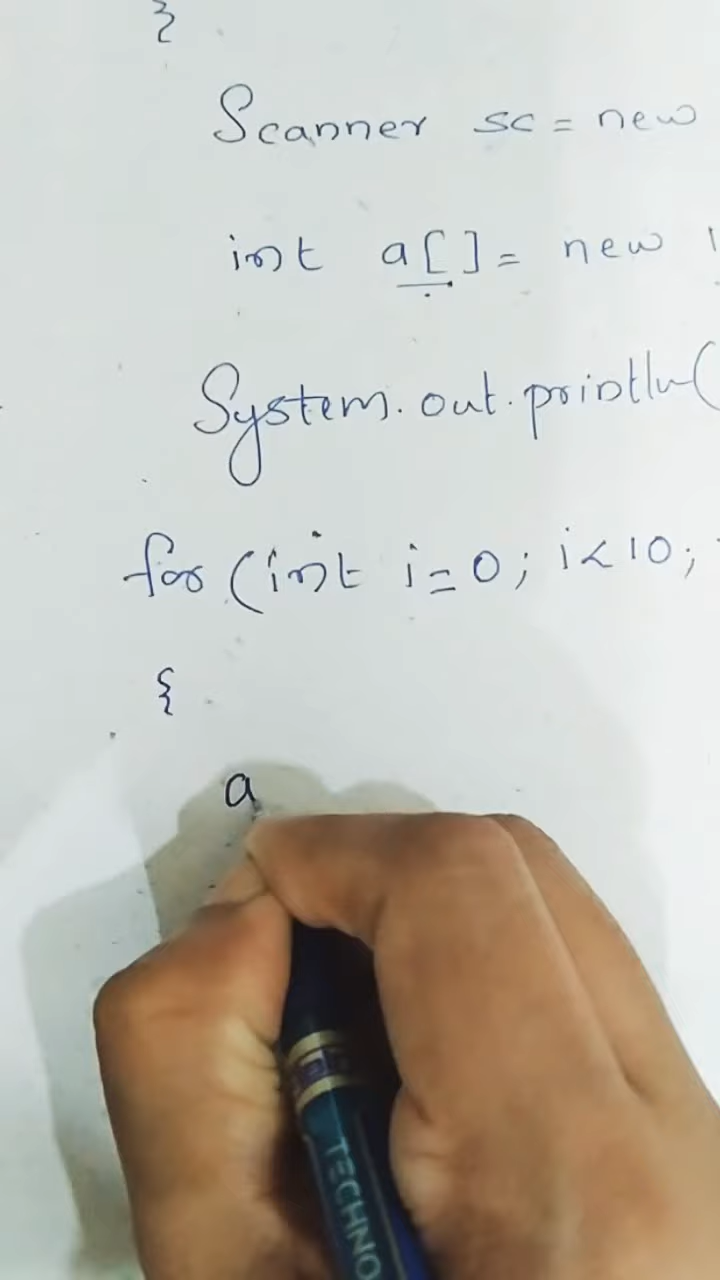 }
Scanner sc = new
int a[] = new
System.out.println(
for (int i=0; i<10;
{
a
TECHNO